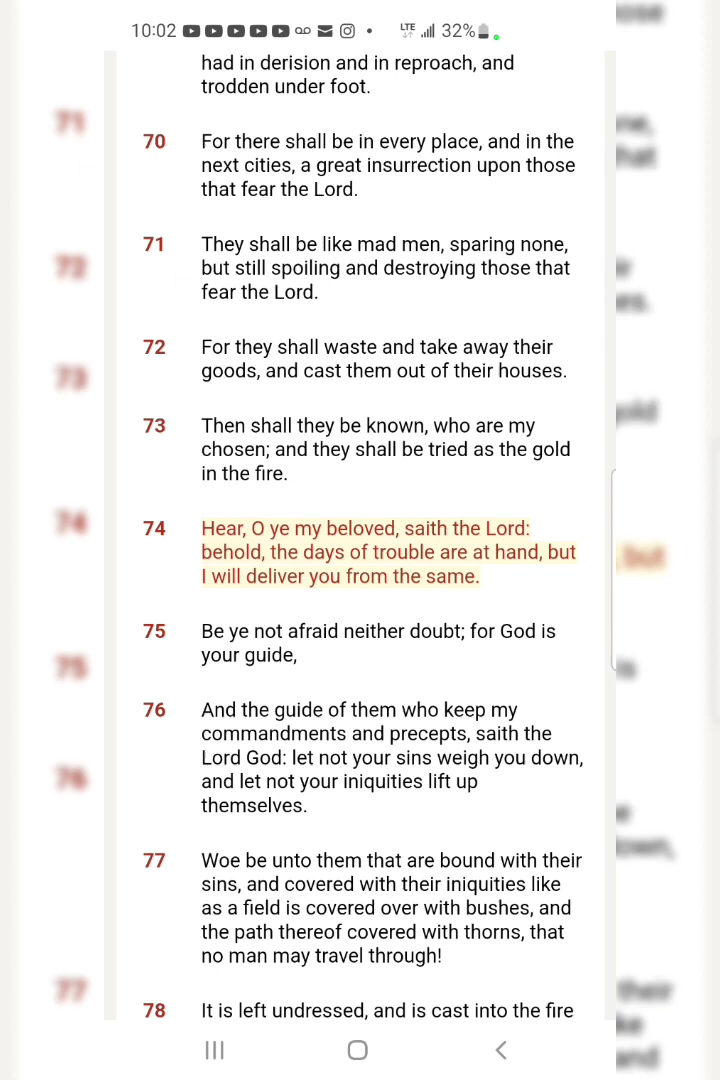 10:02 LTE 32%
had in derision and in reproach, and
trodden under foot.
70 For there shall be in every place, and in the
next cities, a great insurrection upon those
that fear the Lord.
71 They shall be like mad men, sparing none,
but still spoiling and destroying those that
fear the Lord.
72 For they shall waste and take away their
goods, and cast them out of their houses.
73 Then shall they be known, who are my
chosen; and they shall be tried as the gold
in the fire.
74 Hear, O ye my beloved, saith the Lord:
behold, the days of trouble are at hand, but
I will deliver you from the same.
75 Be ye not afraid neither doubt; for God is
your guide,
76 And the guide of them who keep my
commandments and precepts, saith the
Lord God: let not your sins weigh you down,
and let not your iniquities lift up
themselves.
77 Woe be unto them that are bound with their
sins, and covered with their iniquities like
as a field is covered over with bushes, and
the path thereof covered with thorns, that
no man may travel through!
78 It is left undressed, and is cast into the fire